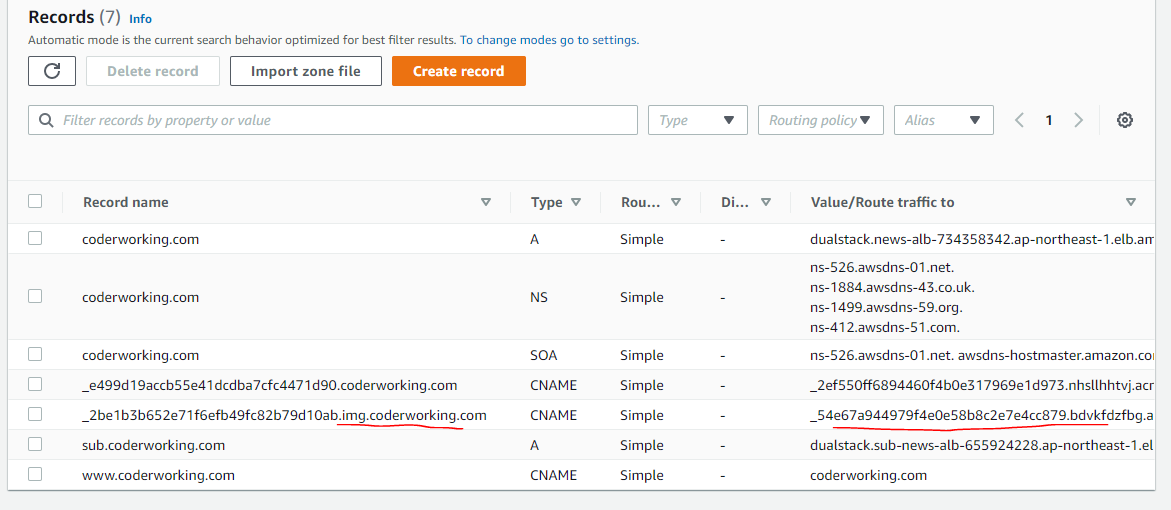 Records (7) Info
Automatic mode is the current search behavior optimized for best filter results. To change modes go to settings.
Delete record Import zone file Create record
Filter records by property or value Type Routing policy Alias 1
Record name Type Rou... Di... Value/Route traffic to
coderworking.com A Simple - dualstack.news-alb-734358342.ap-northeast-1.elb.am
coderworking.com NS Simple - ns-526.awsdns-01.net.
ns-1884.awsdns-43.co.uk.
ns-1499.awsdns-59.org.
ns-412.awsdns-51.com.
coderworking.com SOA Simple - ns-526.awsdns-01.net. awsdns-hostmaster.amazon.co
_e499d19accb55e41dcdba7cfc4471d90.coderworking.com CNAME Simple - _2ef550ff6894460f4b0e317969e1d973.nhsllhhtvj.acm
_2be1b3b652e71f6efb49fc82b79d10ab.img.coderworking.com CNAME Simple - _54e67a944979f4e0e58b8c2e7e4cc879.bdvkfdzfbg.a
sub.coderworking.com A Simple - dualstack.sub-news-alb-655924228.ap-northeast-1.el
www.coderworking.com CNAME Simple - coderworking.com